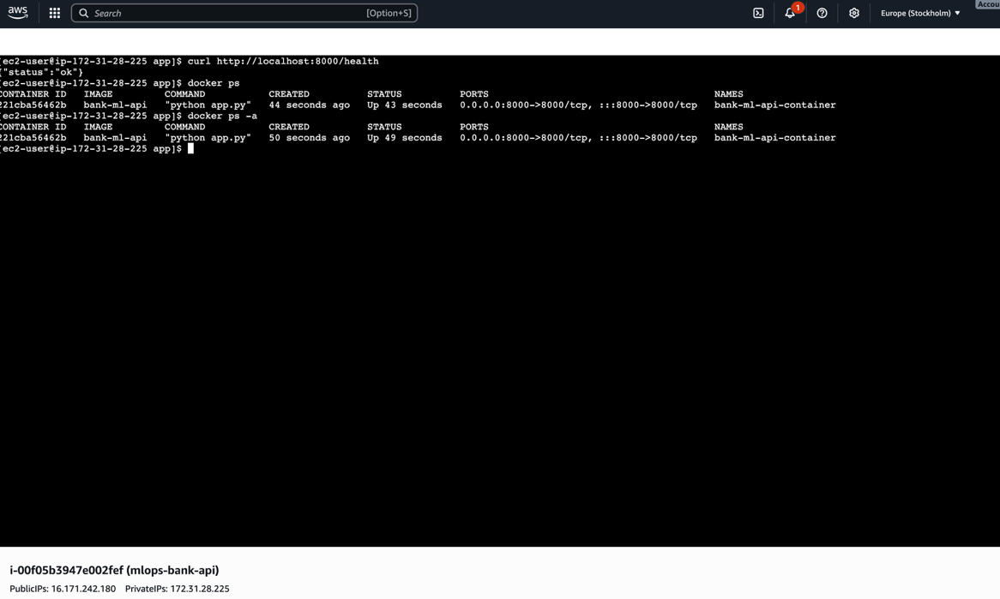 aws Search [Option+S] 1 Europe (Stockholm) Accou
[ec2-user@ip-172-31-28-225 app]$ curl http://localhost:8000/health
{"status":"ok"}
[ec2-user@ip-172-31-28-225 app]$ docker ps
CONTAINER ID IMAGE COMMAND CREATED STATUS PORTS NAMES
221cba56462b bank-ml-api "python app.py" 44 seconds ago Up 43 seconds 0.0.0.0:8000->8000/tcp, :::8000->8000/tcp bank-ml-api-container
[ec2-user@ip-172-31-28-225 app]$ docker ps -a
CONTAINER ID IMAGE COMMAND CREATED STATUS PORTS NAMES
221cba56462b bank-ml-api "python app.py" 50 seconds ago Up 49 seconds 0.0.0.0:8000->8000/tcp, :::8000->8000/tcp bank-ml-api-container
[ec2-user@ip-172-31-28-225 app]$
i-00f05b3947e002fef (mlops-bank-api)
PublicIPs: 16.171.242.180 PrivateIPs: 172.31.28.225